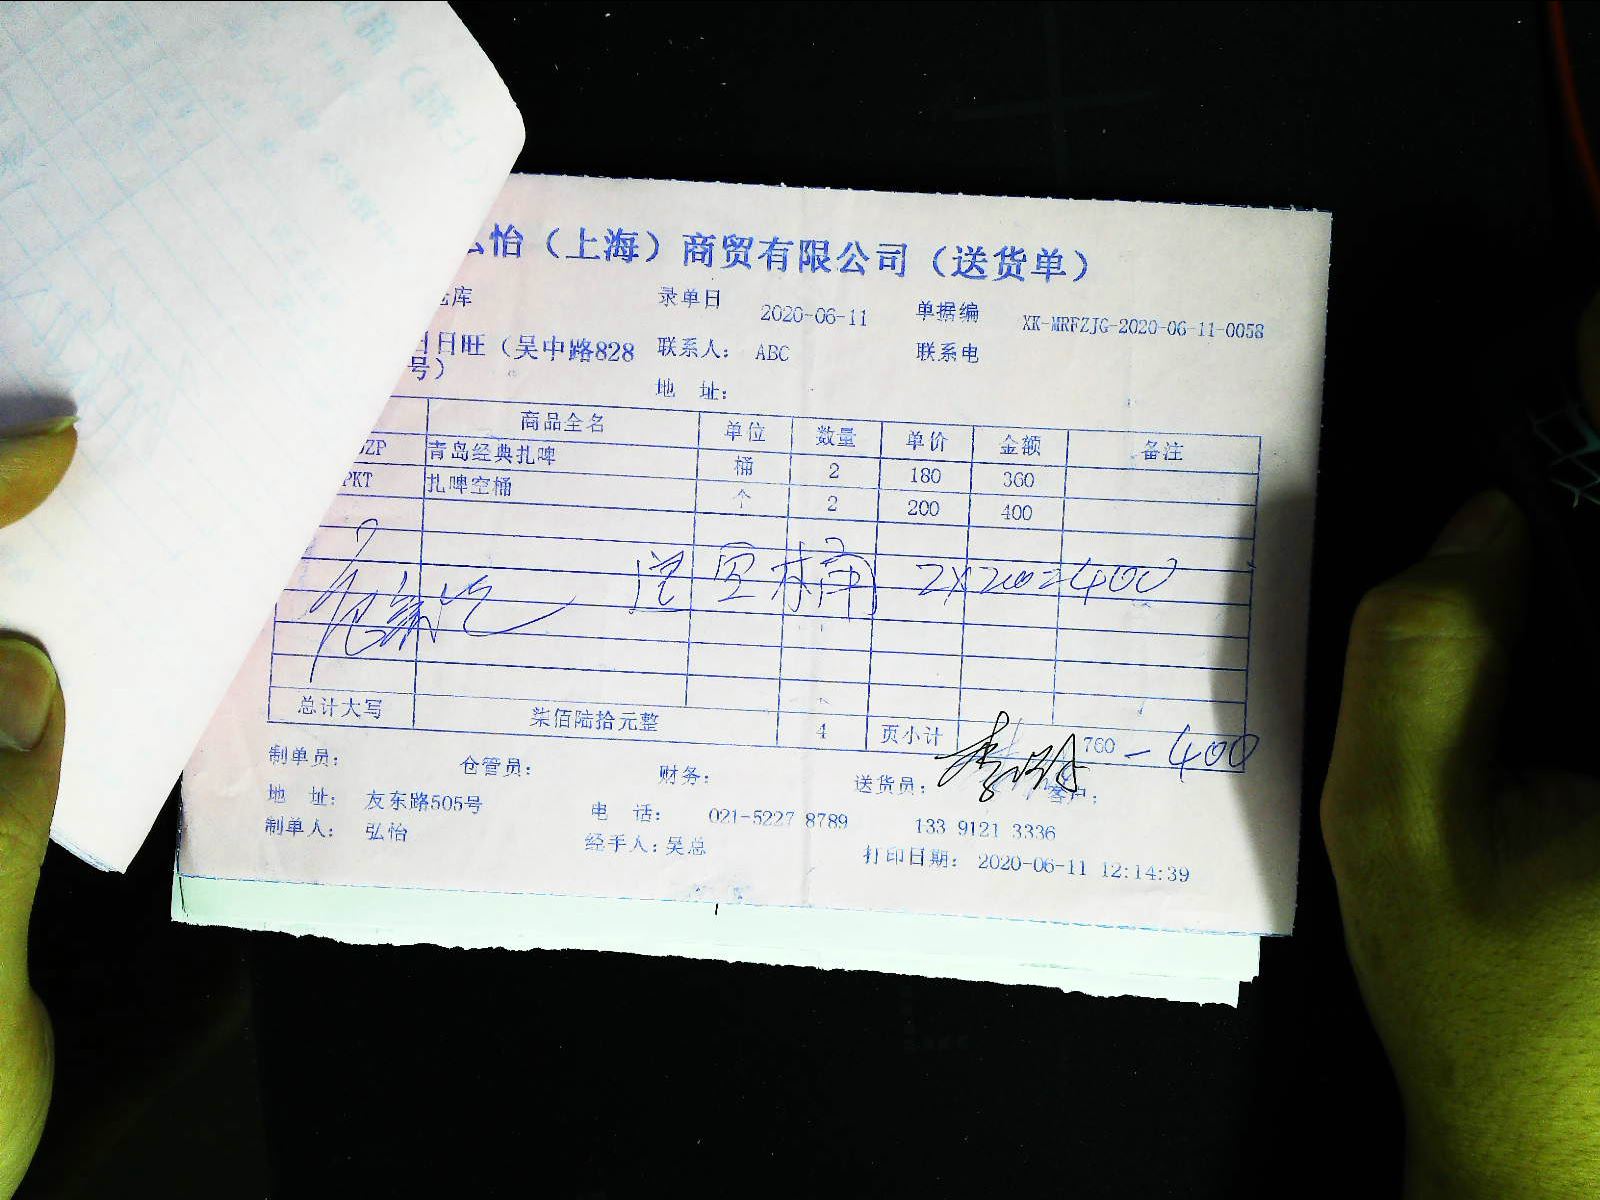 怡（上海）商贸有限公司（送货单）
库 录单日 2020-06-11 单据编 XK-MRFZJG-2020-06-11-0058
日旺（吴中路828号） 联系人： ABC 联系电
地 址：
商品全名 单位 数量 单价 金额 备注
ZP 青岛经典扎啤 桶 2 180 360
PKT 扎啤空桶 个 2 200 400
空桶 2X200=400
总计大写 柒佰陆拾元整 4 页小计 760 -400
制单员： 仓管员： 财务： 送货员： 客户：
地 址： 友东路505号 电 话： 021-5227 8789 133 9121 3336
制单人： 弘怡 经手人：吴总 打印日期： 2020-06-11 12:14:39